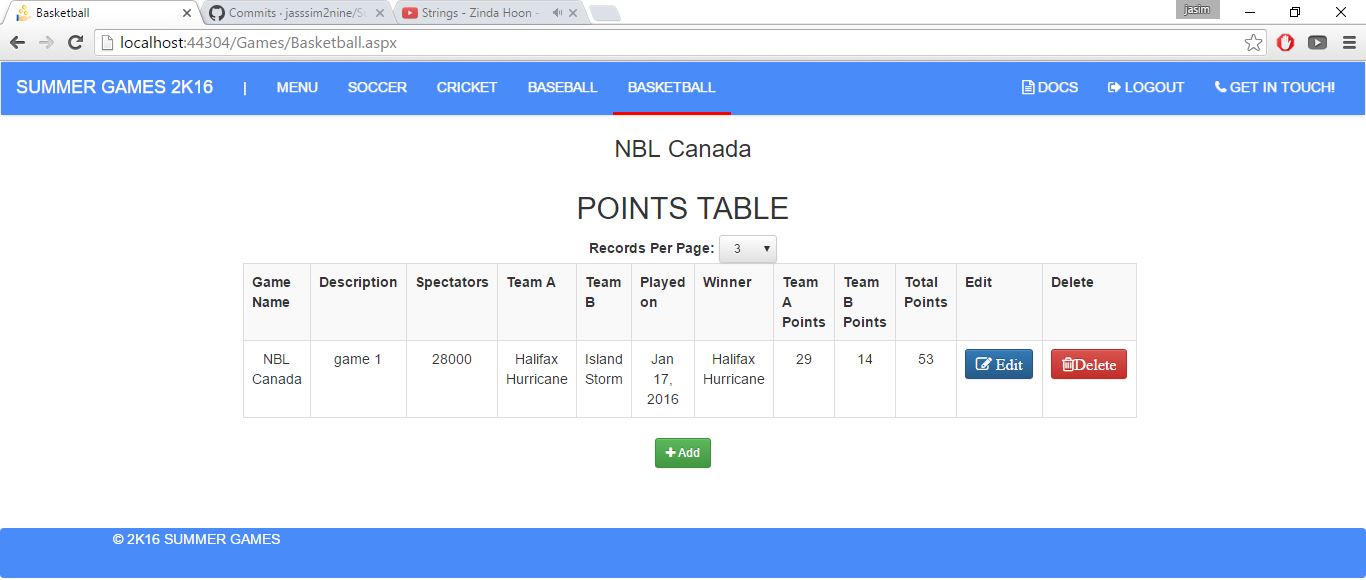 Basketball
Commits · jasssim2nine/Su
Strings - Zinda Hoon -
jasim
localhost:44304/Games/Basketball.aspx
SUMMER GAMES 2K16 | MENU SOCCER CRICKET BASEBALL BASKETBALL DOCS LOGOUT GET IN TOUCH!
NBL Canada
POINTS TABLE
Records Per Page: 3
Game Description Spectators Team A Team Played Winner Team Team Total Edit Delete
Name B on A B Points
Points Points
NBL game 1 28000 Halifax Island Jan Halifax 29 14 53 Edit Delete
Canada Hurricane Storm 17, Hurricane
2016
Add
© 2K16 SUMMER GAMES